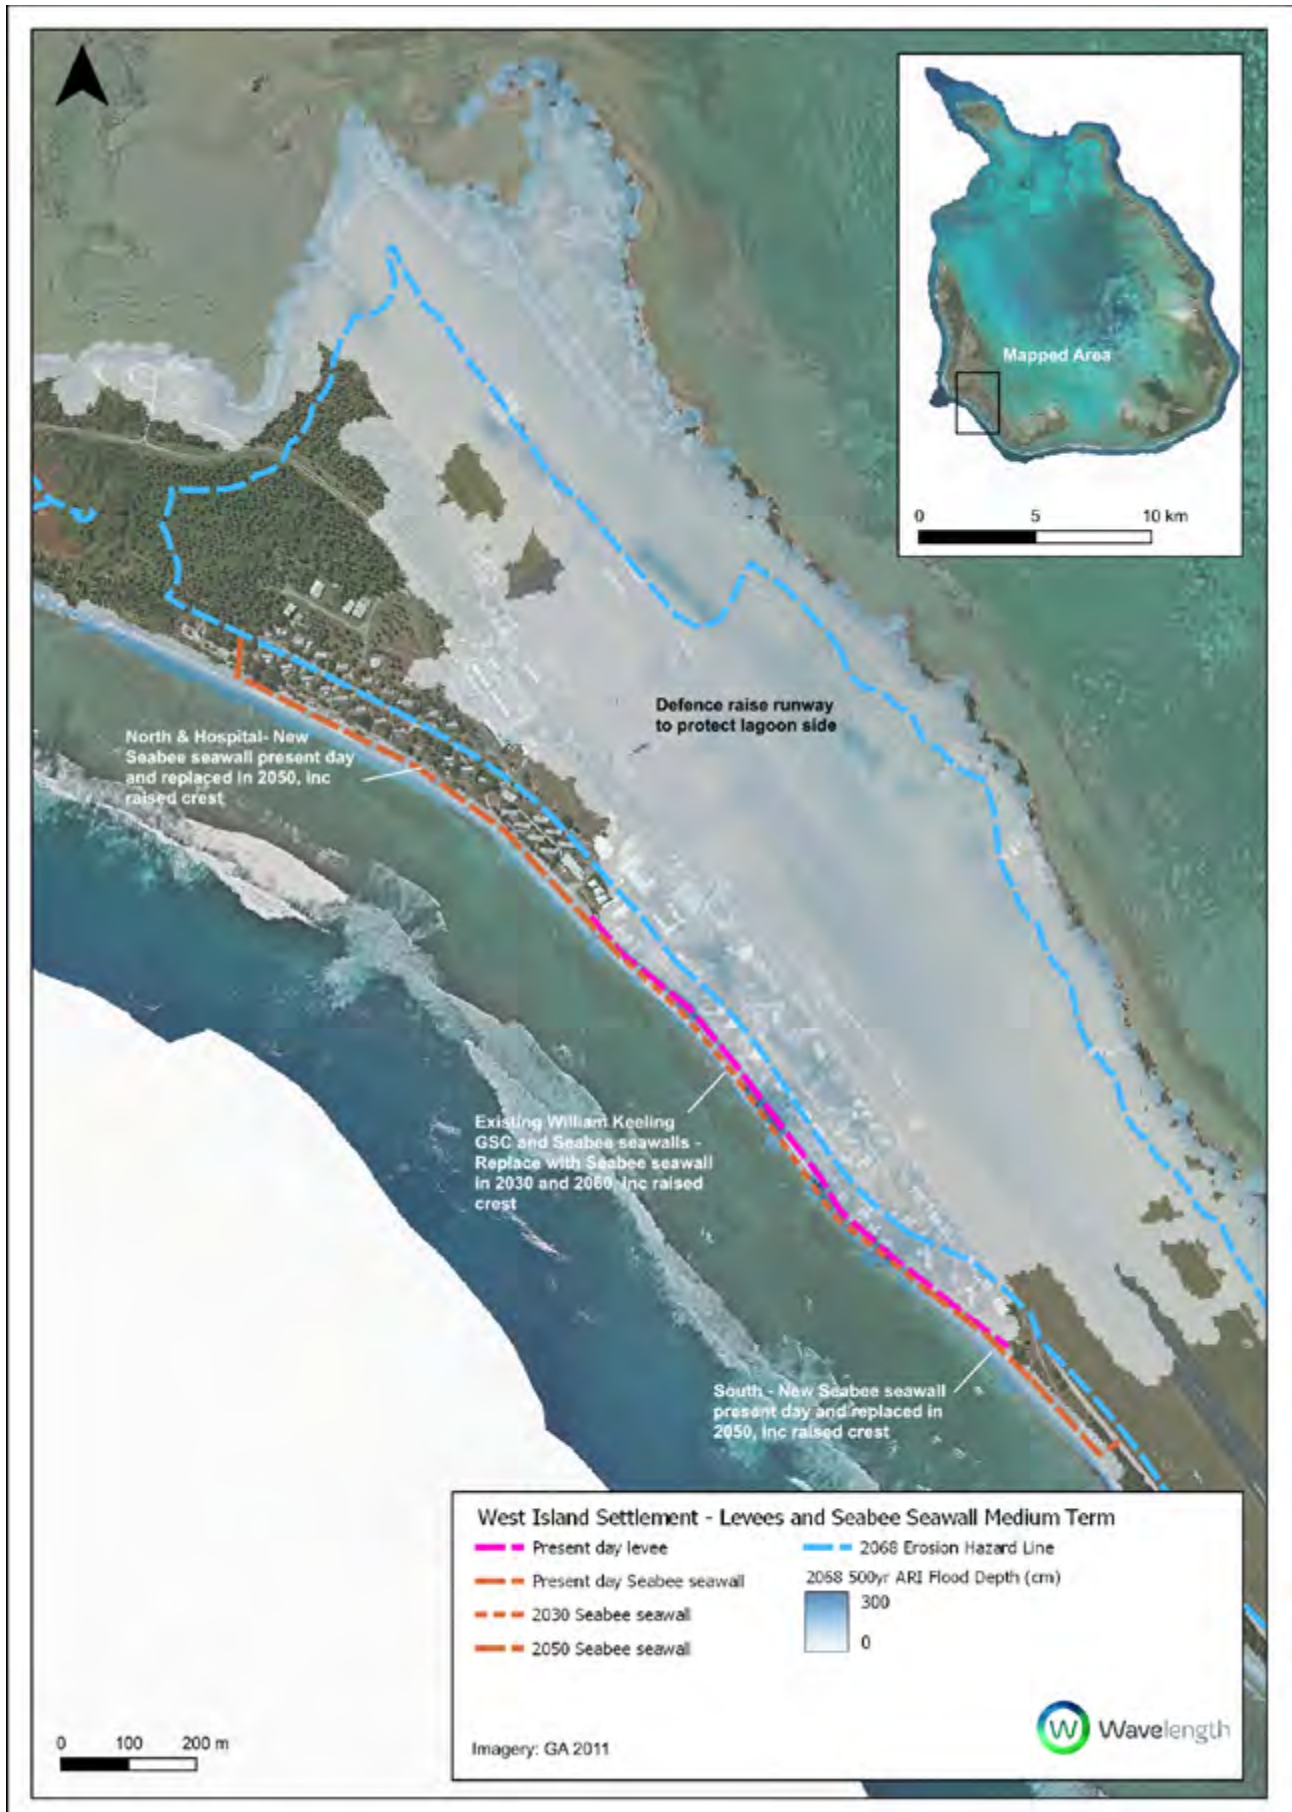 Mapped Area
0 5 10 km
Defence raise runway
to protect lagoon side
North & Hospital- New
Seabee seawall present day
and replaced in 2050, inc
raised crest
Existing William Keeling
GSC and Seabee seawalls -
Replace with Seabee seawall
in 2030 and 2060, inc raised
crest
South - New Seabee seawall
present day and replaced in
2050, inc raised crest
West Island Settlement - Levees and Seabee Seawall Medium Term
Present day levee
Present day Seabee seawall
2030 Seabee seawall
2050 Seabee seawall
2068 Erosion Hazard Line
2068 500yr ARI Flood Depth (cm)
300
0
0 100 200 m
Imagery: GA 2011
W Wavelength